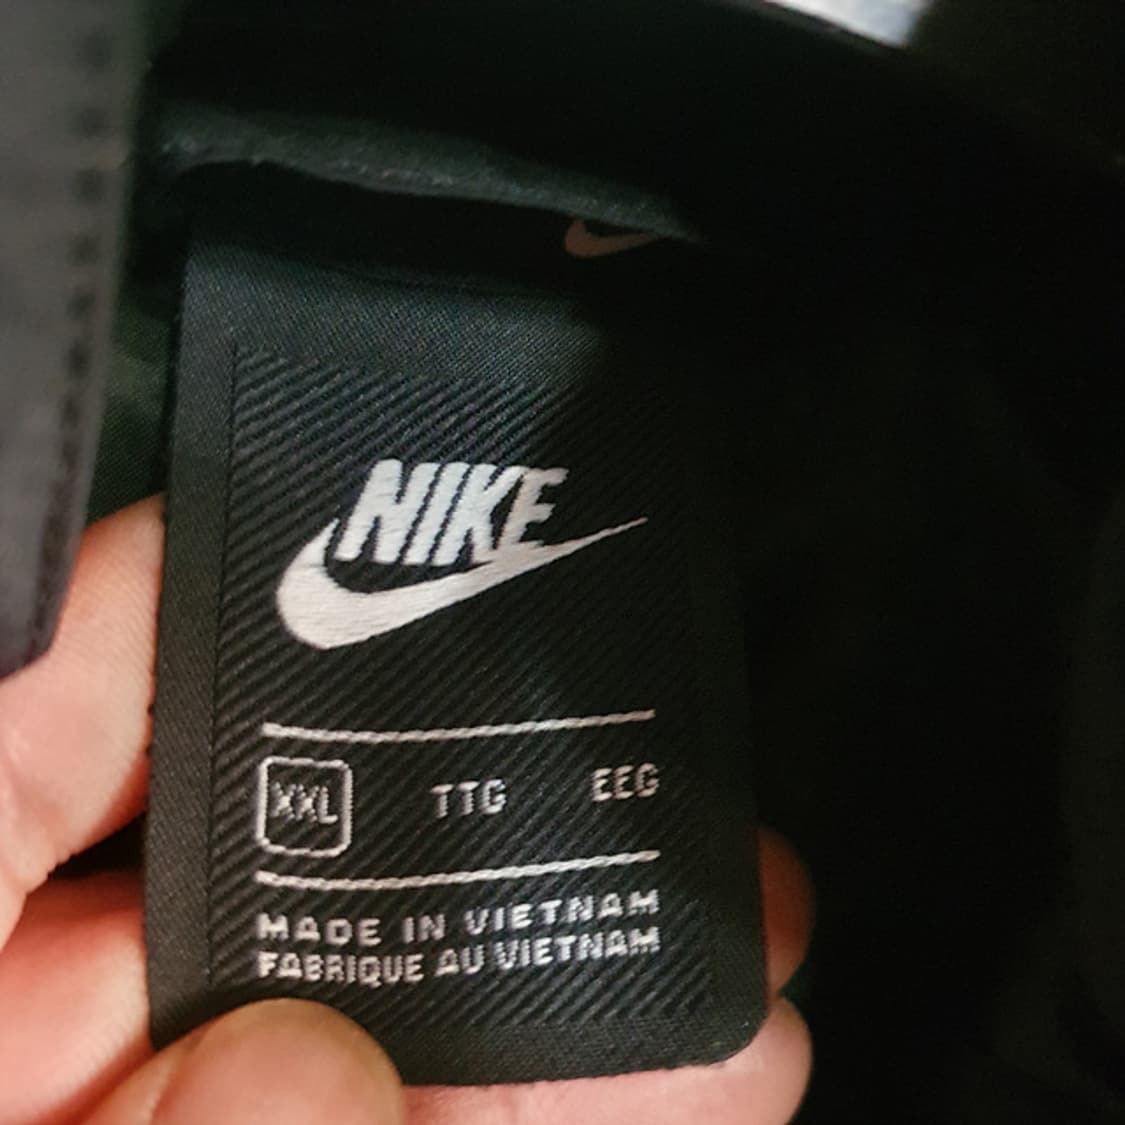 NIKE
XXL TTG EEG
MADE IN VIETNAM
FABRIQUE AU VIETNAM